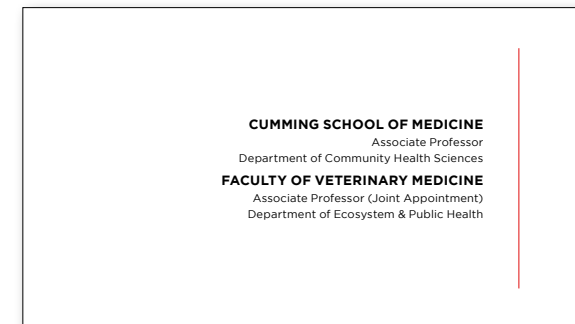 CUMMING SCHOOL OF MEDICINE
Associate Professor
Department of Community Health Sciences
FACULTY OF VETERINARY MEDICINE
Associate Professor (Joint Appointment)
Department of Ecosystem & Public Health